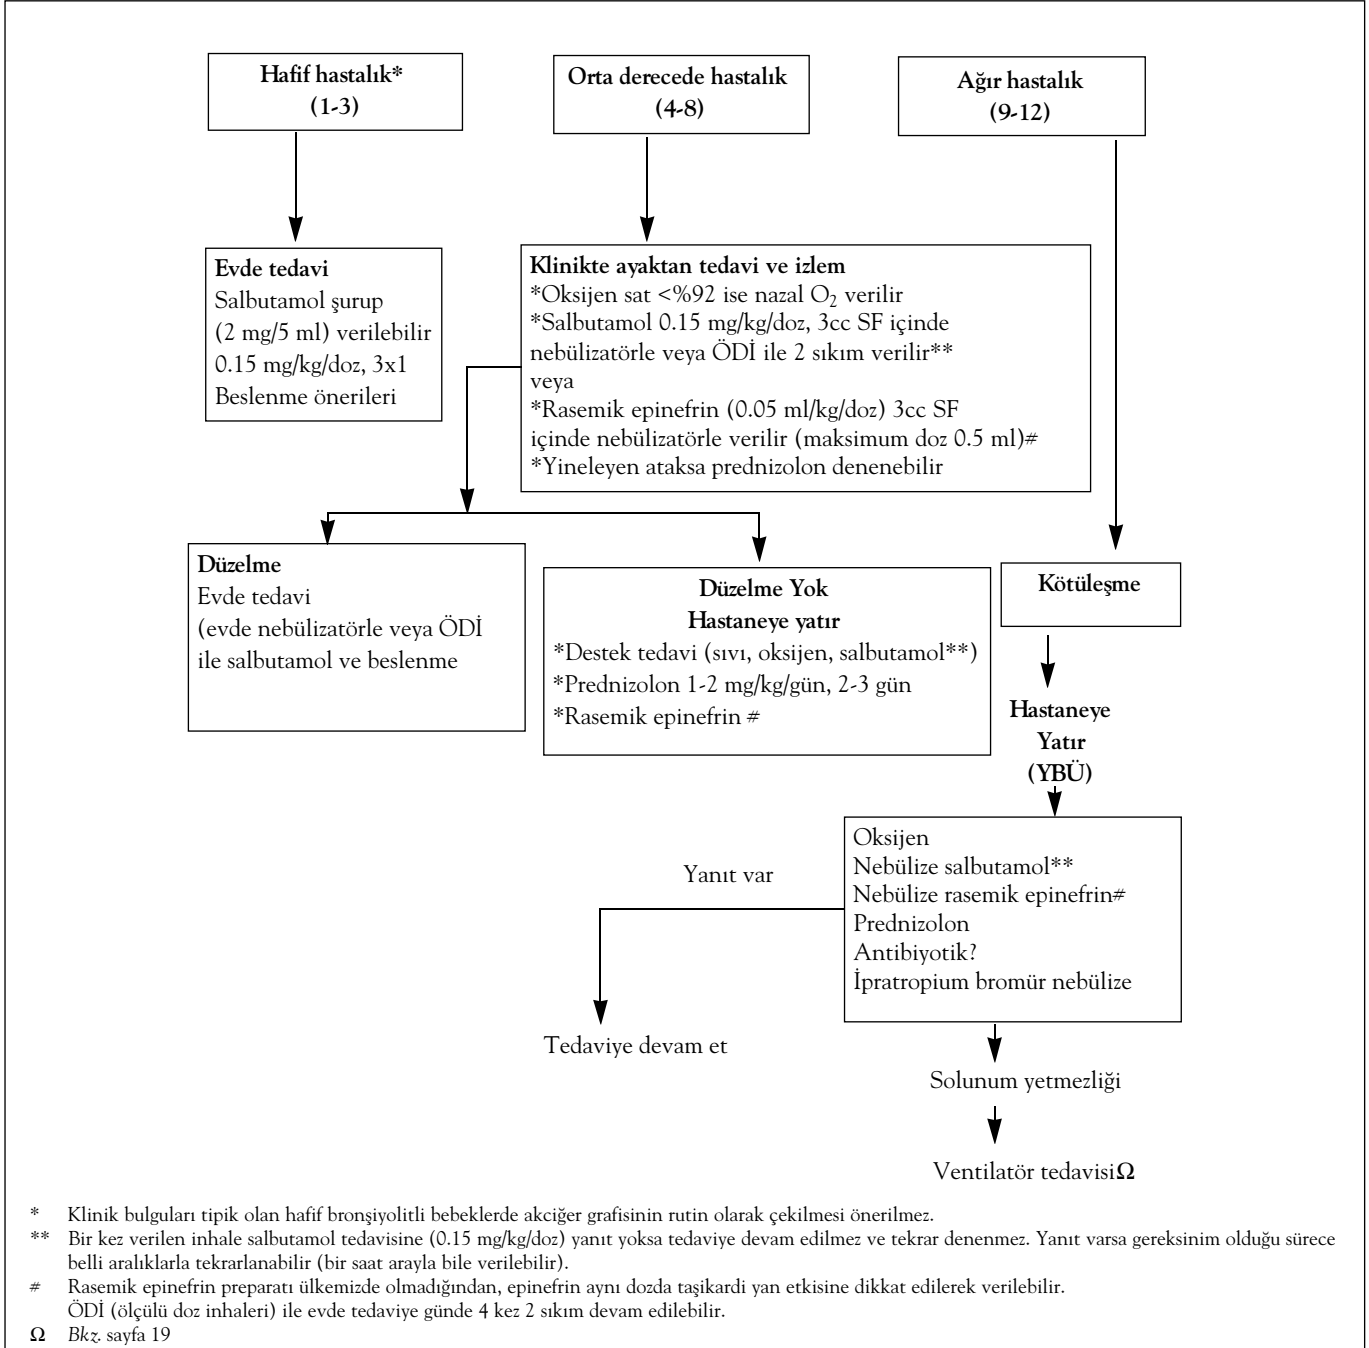 Hafif hastalık*
(1-3)
Orta derecede hastalık
(4-8)
Ağır hastalık
(9-12)
Evde tedavi
Salbutamol şurup
(2 mg/5 ml) verilebilir
0.15 mg/kg/doz, 3x1
Beslenme önerileri
Klinikte ayaktan tedavi ve izlem
*Oksijen sat <%92 ise nazal O₂ verilir
*Salbutamol 0.15 mg/kg/doz, 3cc SF içinde
nebülizatörle veya ÖDİ ile 2 sıkım verilir**
veya
*Rasemik epinefrin (0.05 ml/kg/doz) 3cc SF
içinde nebülizatörle verilir (maksimum doz 0.5 ml)#
*Yineleyen ataksa prednizolon denenebilir
Düzelme
Evde tedavi
(evde nebülizatörle veya ÖDİ
ile salbutamol ve beslenme
Düzelme Yok
Hastaneye yatır
*Destek tedavi (sıvı, oksijen, salbutamol**)
*Prednizolon 1-2 mg/kg/gün, 2-3 gün
*Rasemik epinefrin #
Kötüleşme
Hastaneye
Yatır
(YBÜ)
Oksijen
Nebülize salbutamol**
Nebülize rasemik epinefrin#
Prednizolon
Antibiyotik?
İpratropium bromür nebülize
Yanıt var
Tedaviye devam et
Solunum yetmezliği
Ventilatör tedavisiΩ
* Klinik bulguları tipik olan hafif bronşiyolitli bebeklerde akciğer grafisinin rutin olarak çekilmesi önerilmez.
** Bir kez verilen inhale salbutamol tedavisine (0.15 mg/kg/doz) yanıt yoksa tedaviye devam edilmez ve tekrar denenmez. Yanıt varsa gereksinim olduğu sürece
belli aralıklarla tekrarlanabilir (bir saat arayla bile verilebilir).
# Rasemik epinefrin preparatı ülkemizde olmadığından, epinefrin aynı dozda taşikardi yan etkisine dikkat edilerek verilebilir.
ÖDİ (ölçülü doz inhaleri) ile evde tedaviye günde 4 kez 2 sıkım devam edilebilir.
Ω Bkz. sayfa 19